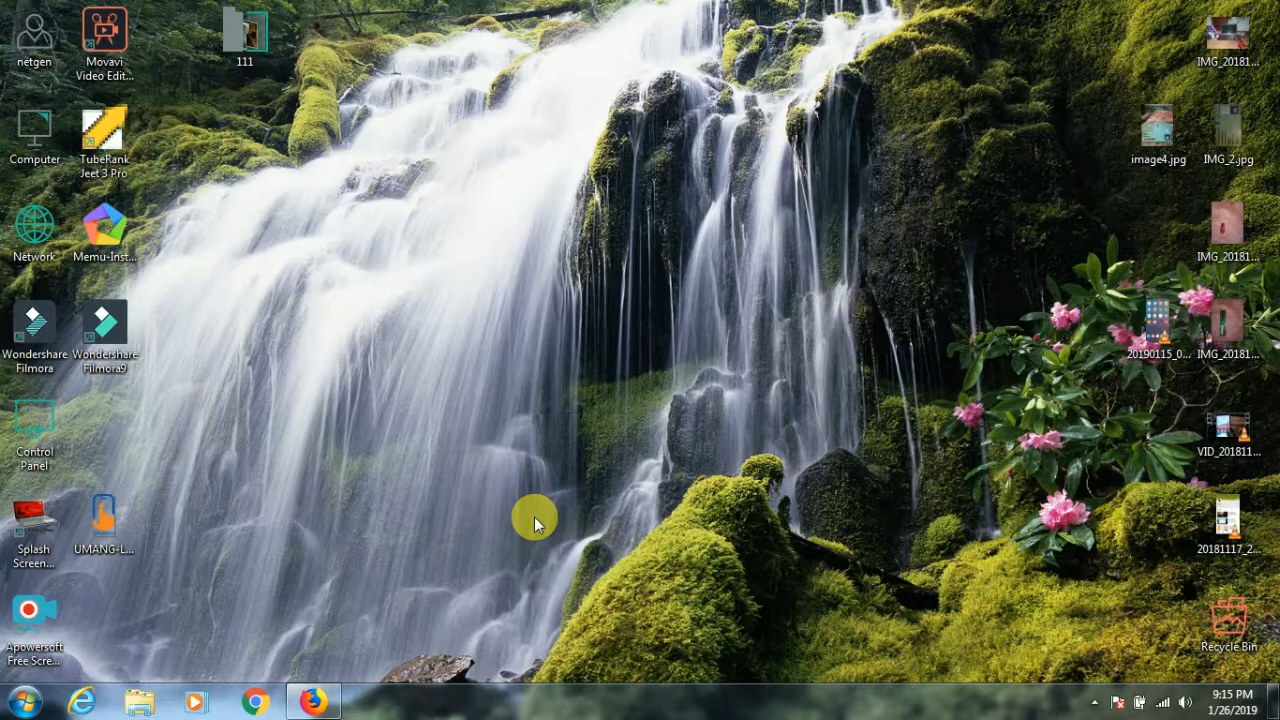 netgen
Movavi
Video Edit...
111
IMG_20181...
Computer
TubeRank
Jeet 3 Pro
image4.jpg
IMG_2.jpg
Network
Memu-Inst...
IMG_20181...
Wondershare
Filmora
Wondershare
Filmora9
20190115_0...
IMG_20181...
Control
Panel
VID_201811...
Splash
Screen...
UMANG-L...
20181117_2...
Apowersoft
Free Scre...
Recycle Bin
9:15 PM
1/26/2019